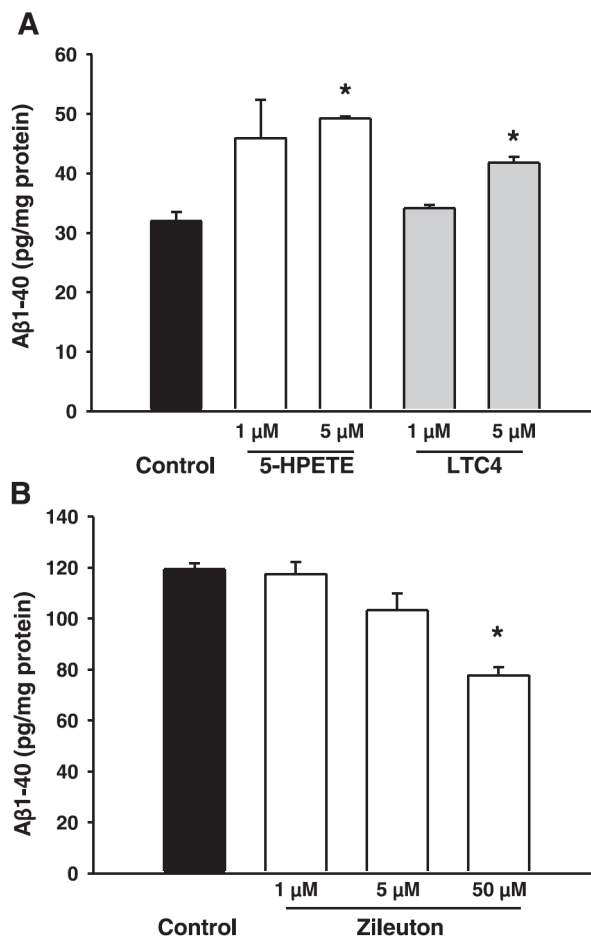 A
Aβ1-40 (pg/mg protein)
60
50
40
30
20
10
0
*
*
1 μM 5 μM 1 μM 5 μM
Control 5-HPETE LTC4
B
Aβ1-40 (pg/mg protein)
140
120
100
80
60
40
20
0
*
1 μM 5 μM 50 μM
Control Zileuton